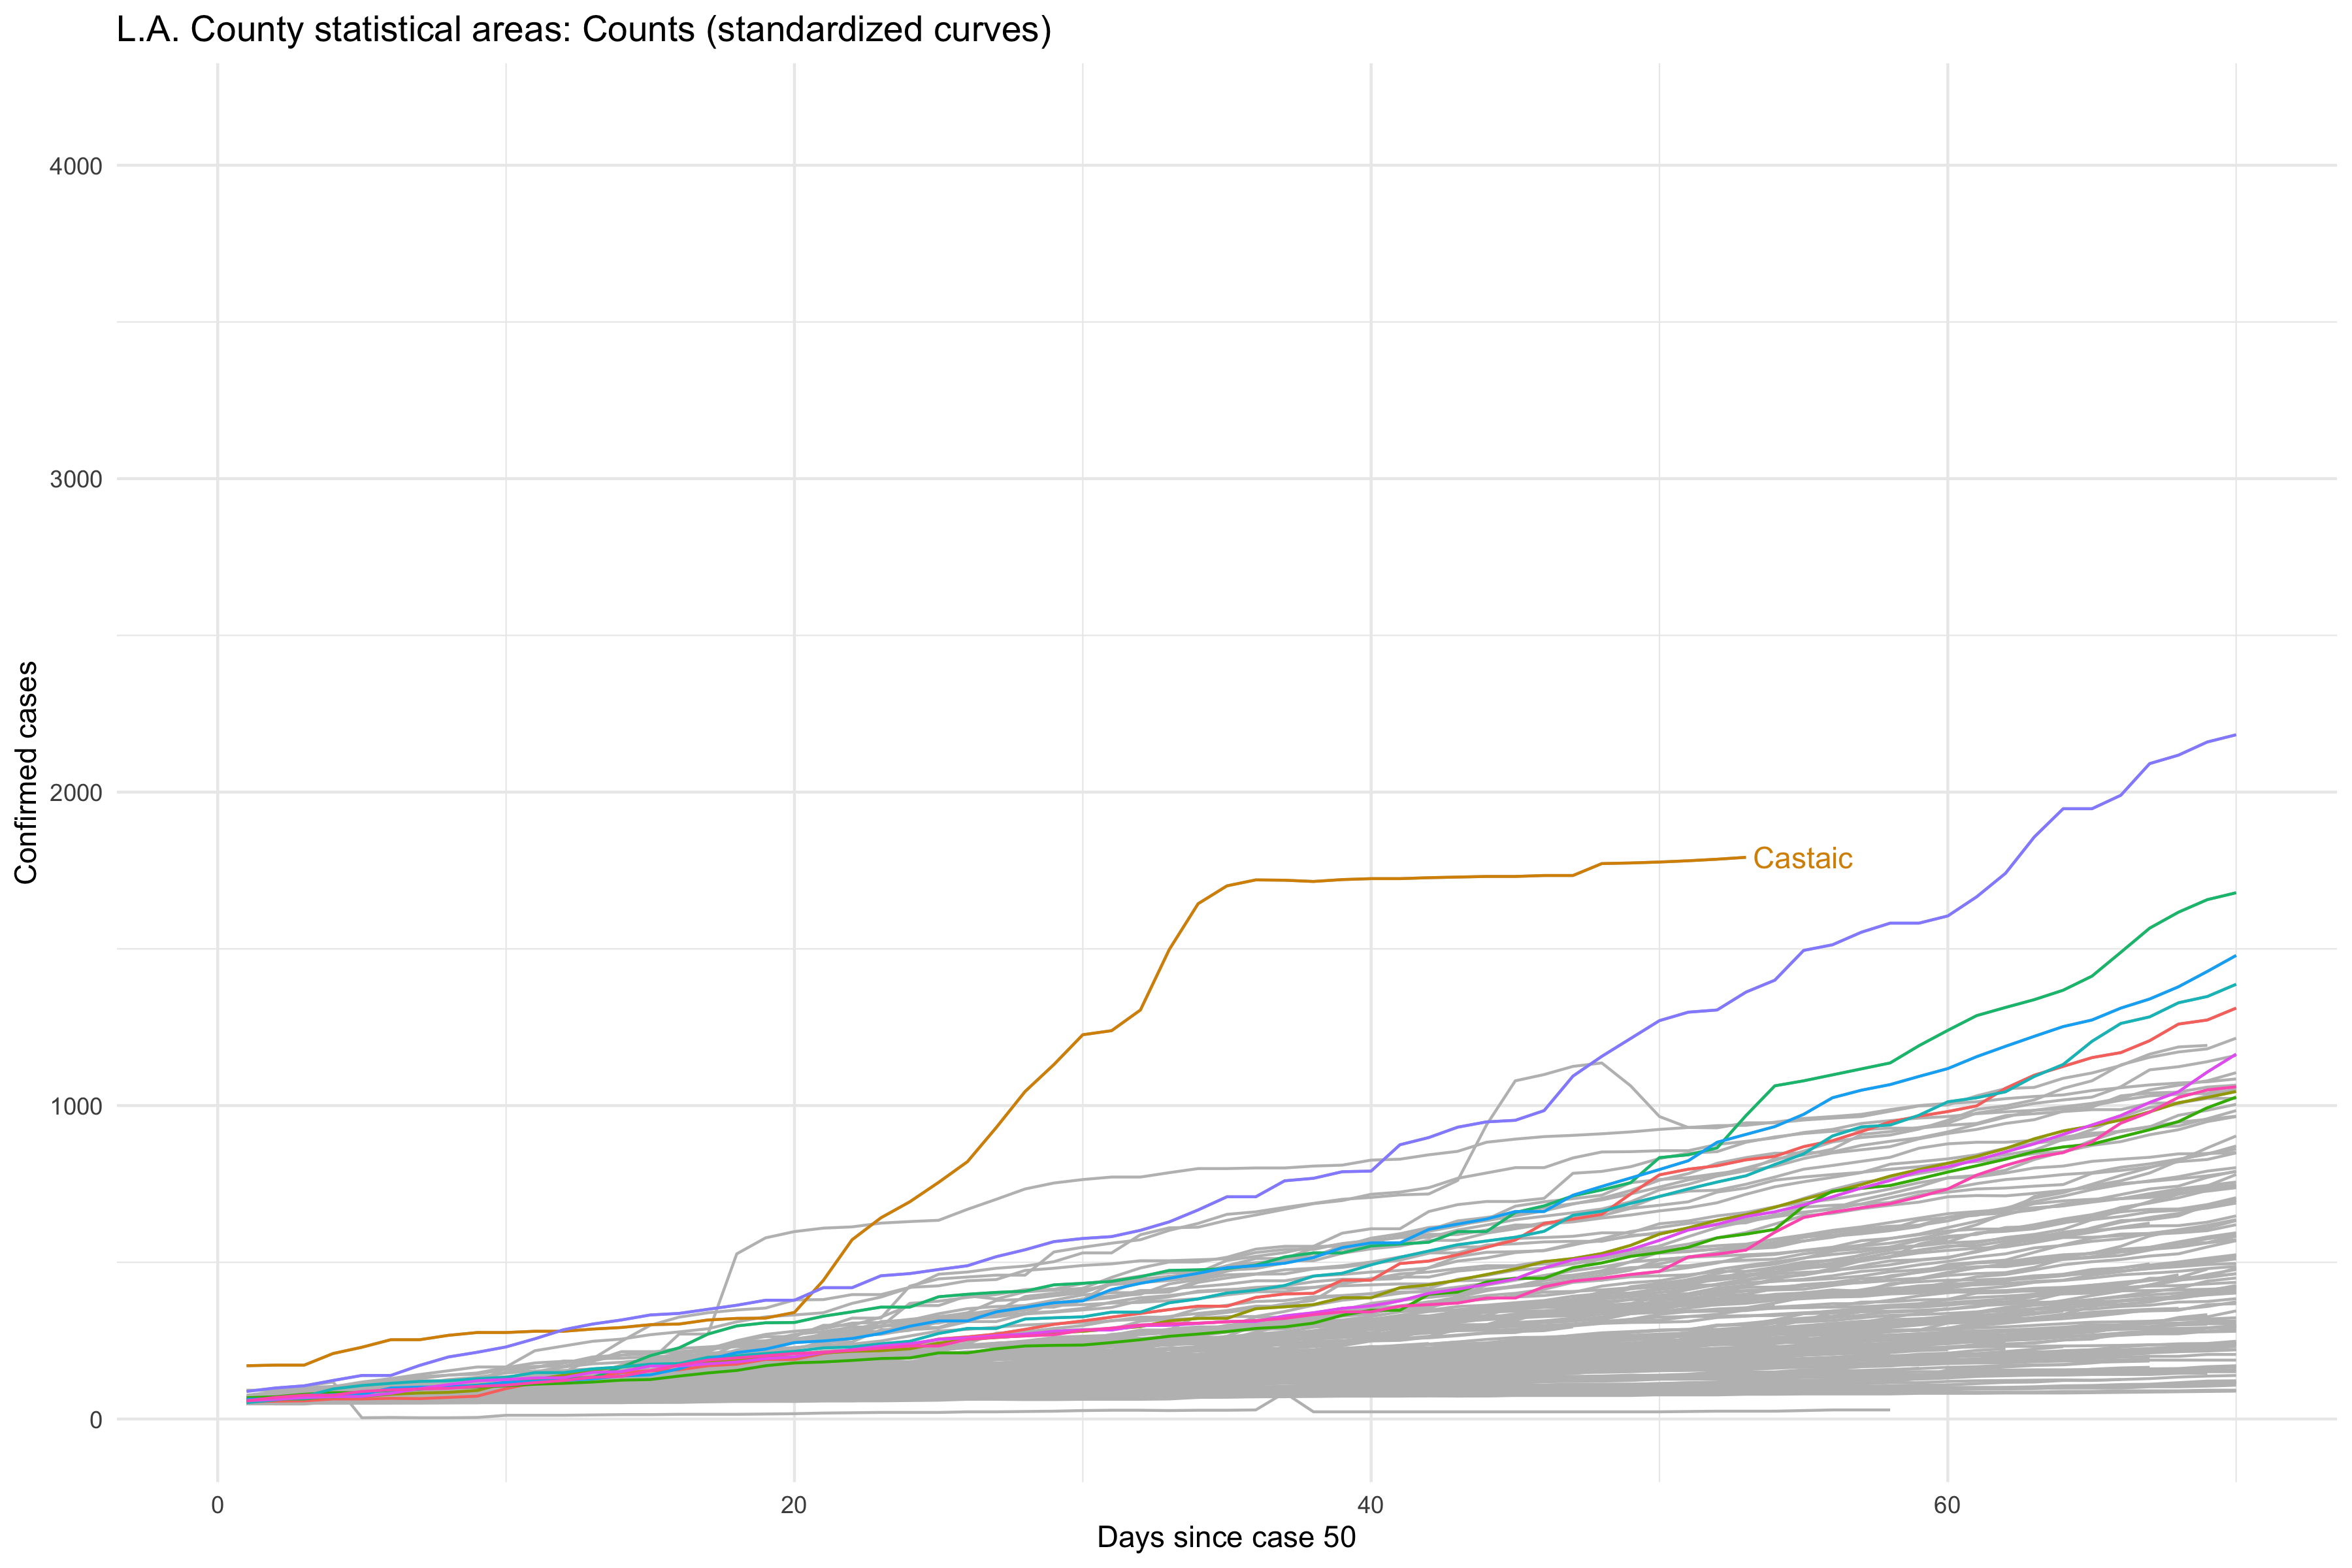 L.A. County statistical areas: Counts (standardized curves)
4000
3000
2000
1000
0
Confirmed cases
Castaic
0 20 40 60
Days since case 50